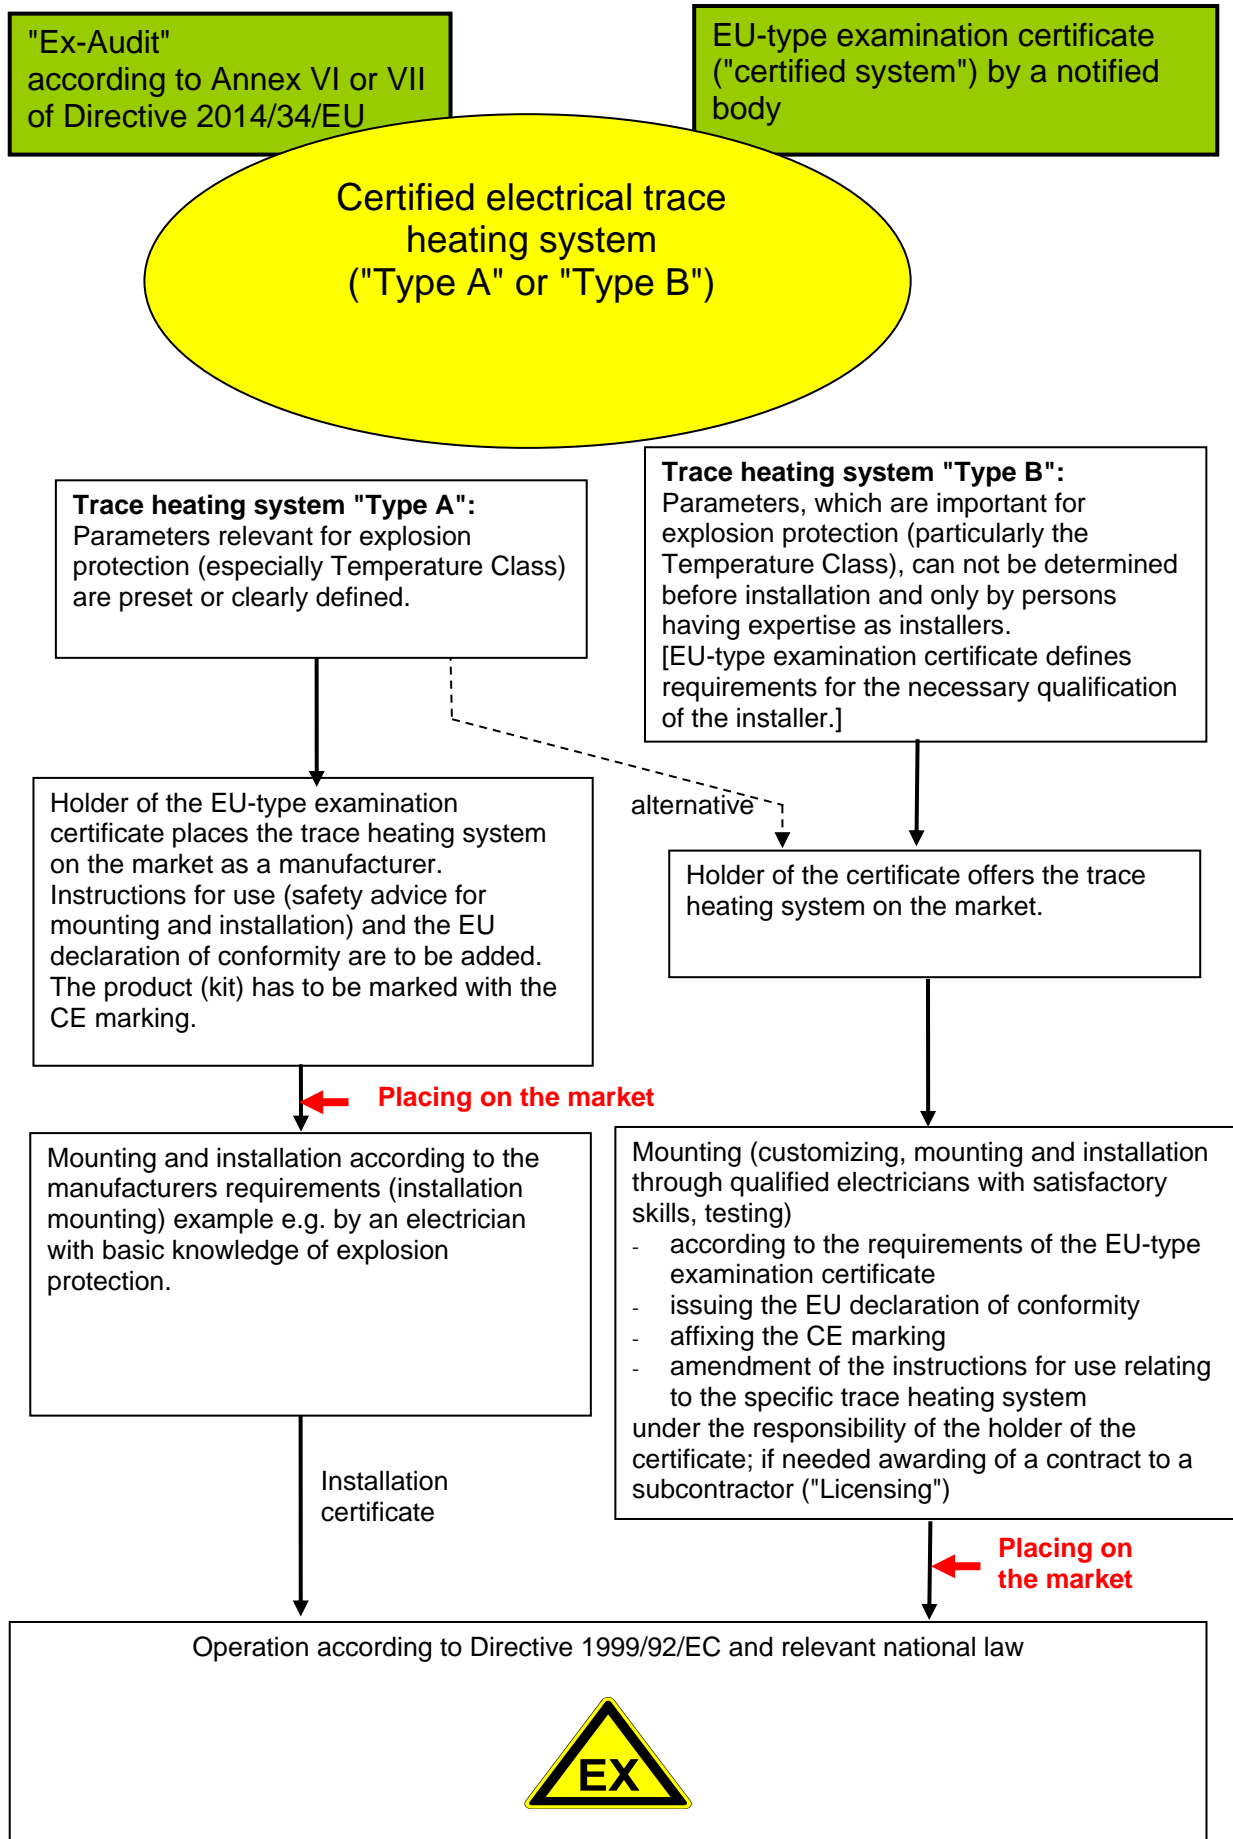 "Ex-Audit"
according to Annex VI or VII
of Directive 2014/34/EU
EU-type examination certificate
("certified system") by a notified
body
Certified electrical trace
heating system
("Type A" or "Type B")
Trace heating system "Type A":
Parameters relevant for explosion
protection (especially Temperature Class)
are preset or clearly defined.
Trace heating system "Type B":
Parameters, which are important for
explosion protection (particularly the
Temperature Class), can not be determined
before installation and only by persons
having expertise as installers.
[EU-type examination certificate defines
requirements for the necessary qualification
of the installer.]
Holder of the EU-type examination
certificate places the trace heating system
on the market as a manufacturer.
Instructions for use (safety advice for
mounting and installation) and the EU
declaration of conformity are to be added.
The product (kit) has to be marked with the
CE marking.
alternative
Holder of the certificate offers the trace
heating system on the market.
Placing on the market
Mounting and installation according to the
manufacturers requirements (installation
mounting) example e.g. by an electrician
with basic knowledge of explosion
protection.
Mounting (customizing, mounting and installation
through qualified electricians with satisfactory
skills, testing)
- according to the requirements of the EU-type
examination certificate
- issuing the EU declaration of conformity
- affixing the CE marking
- amendment of the instructions for use relating
to the specific trace heating system
under the responsibility of the holder of the
certificate; if needed awarding of a contract to a
subcontractor ("Licensing")
Installation
certificate
Placing on
the market
Operation according to Directive 1999/92/EC and relevant national law
EX